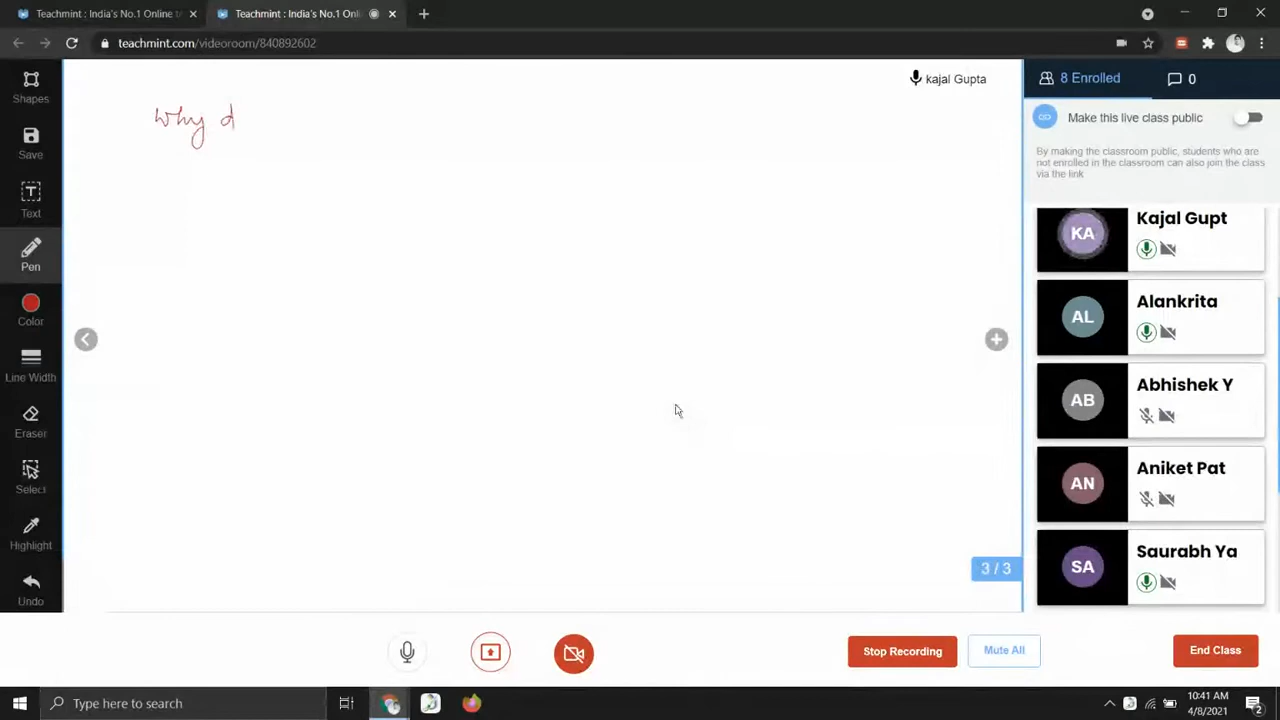 Teachmint : India's No.1 Online t
Teachmint : India's No.1 Onli
teachmint.com/videoroom/840892602
Shapes
Save
Text
Pen
Color
Line Width
Eraser
Select
Highlight
Undo
why d
kajal Gupta
3 / 3
8 Enrolled
0
Make this live class public
By making the classroom public, students who are
not enrolled in the classroom can also join the class
via the link
KA
Kajal Gupt
AL
Alankrita
AB
Abhishek Y
AN
Aniket Pat
SA
Saurabh Ya
Stop Recording
Mute All
End Class
Type here to search
10:41 AM
4/8/2021
2